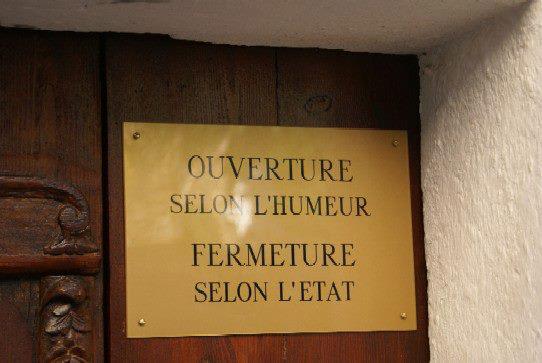 OUVERTURE
SELON L'HUMEUR
FERMETURE
SELON L'ETAT